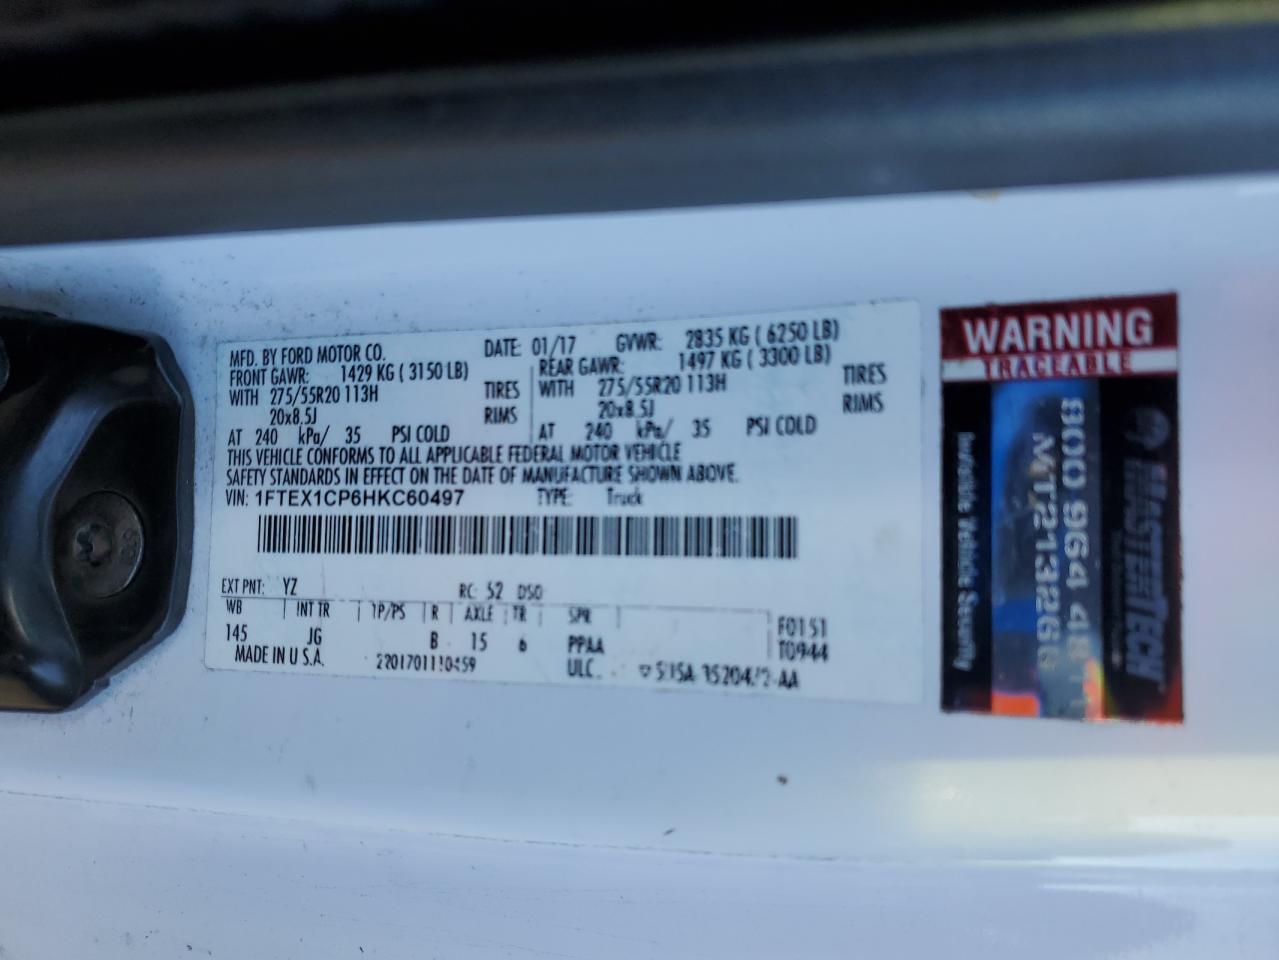 MFD. BY FORD MOTOR CO. DATE: 01/17 GVWR: 2835 KG ( 6250 LB)
FRONT GAWR: 1429 KG ( 3150 LB) REAR GAWR: 1497 KG ( 3300 LB)
WITH 275/55R20 113H TIRES WITH 275/55R20 113H TIRES
20x8.5J RIMS 20x8.5J RIMS
AT 240 kPa/ 35 PSI COLD AT 240 kPa/ 35 PSI COLD
THIS VEHICLE CONFORMS TO ALL APPLICABLE FEDERAL MOTOR VEHICLE
SAFETY STANDARDS IN EFFECT ON THE DATE OF MANUFACTURE SHOWN ABOVE.
VIN: 1FTEX1CP6HKC60497 TYPE: Truck
EXT PNT: YZ RC: 52 DSO
WB INT TR TP/PS R AXLE TR SPR
145 JG B 15 6 PPAA
F0151
T0944
MADE IN U.S.A. ULC
WARNING
TRACEABLE
800 964 48
MT21326
Invisible Vehicle Security
MASTERTECH